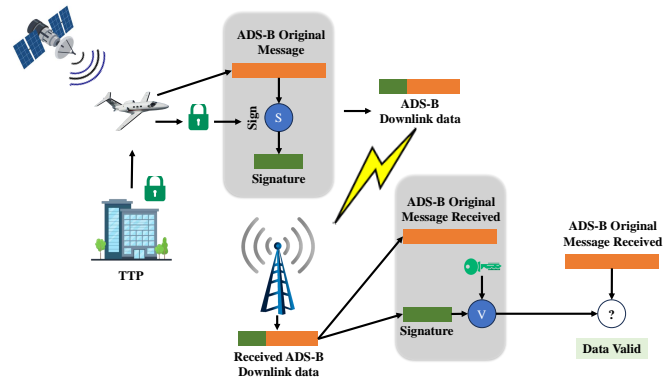 ADS-B Original
Message
Sign
S
Signature
ADS-B
Downlink data
TTP
ADS-B Original
Message Received
Signature
V
Received ADS-B
Downlink data
ADS-B Original
Message Received
?
Data Valid